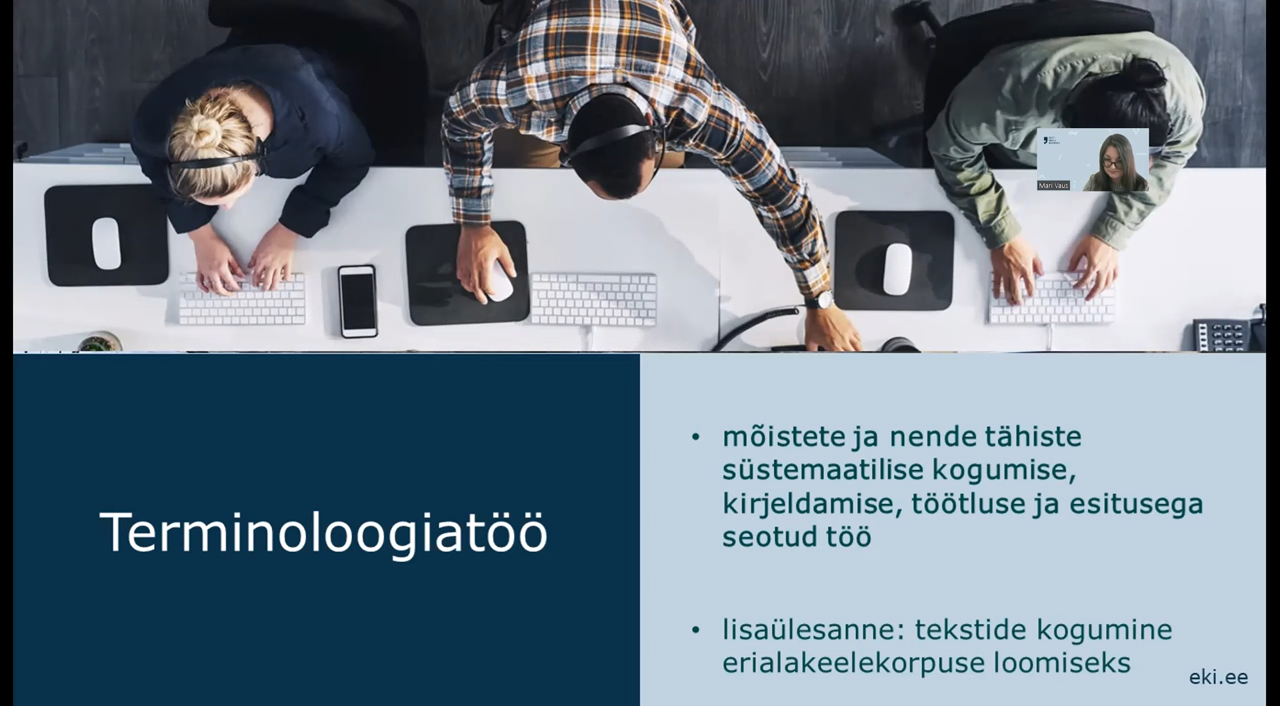 Mari Vaus
Terminoloogiatöö
• mõistete ja nende tähiste
süstemaatilise kogumise,
kirjeldamise, töötluse ja esitusega
seotud töö
• lisaülesanne: tekstide kogumine
erialakeelekorpuse loomiseks
eki.ee